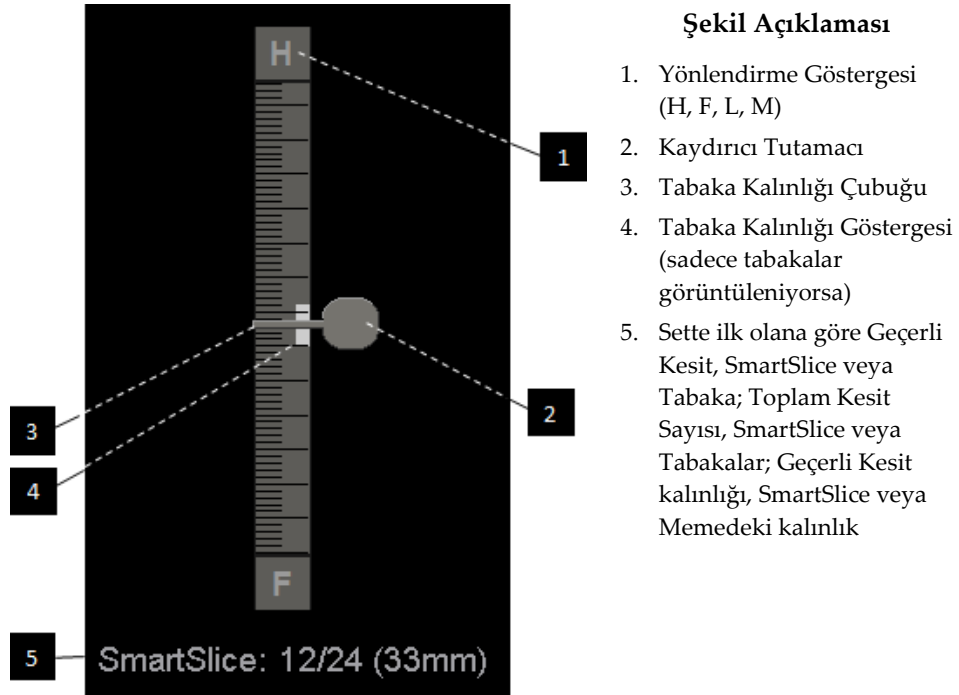 H
1
2
3
4
F
5
SmartSlice: 12/24 (33mm)
Şekil Açıklaması
1. Yönlendirme Göstergesi
(H, F, L, M)
2. Kaydırıcı Tutamacı
3. Tabaka Kalınlığı Çubuğu
4. Tabaka Kalınlığı Göstergesi
(sadece tabakalar
görüntüleniyorsa)
5. Sette ilk olana göre Geçerli
Kesit, SmartSlice veya
Tabaka; Toplam Kesit
Sayısı, SmartSlice veya
Tabakalar; Geçerli Kesit
kalınlığı, SmartSlice veya
Memedeki kalınlık